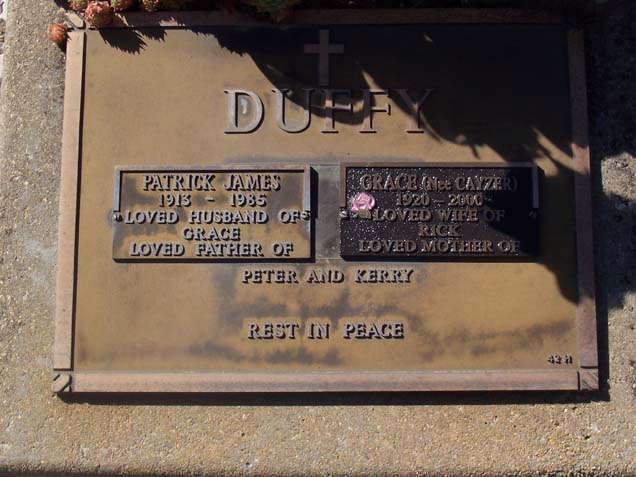 DUFFY
PATRICK JAMES
1913 - 1985
LOVED HUSBAND OF
GRACE
LOVED FATHER OF
GRACE (Nee CAYZER)
1920 - 2000
LOVED WIFE OF
RICK
LOVED MOTHER OF
PETER AND KERRY
REST IN PEACE
42 H